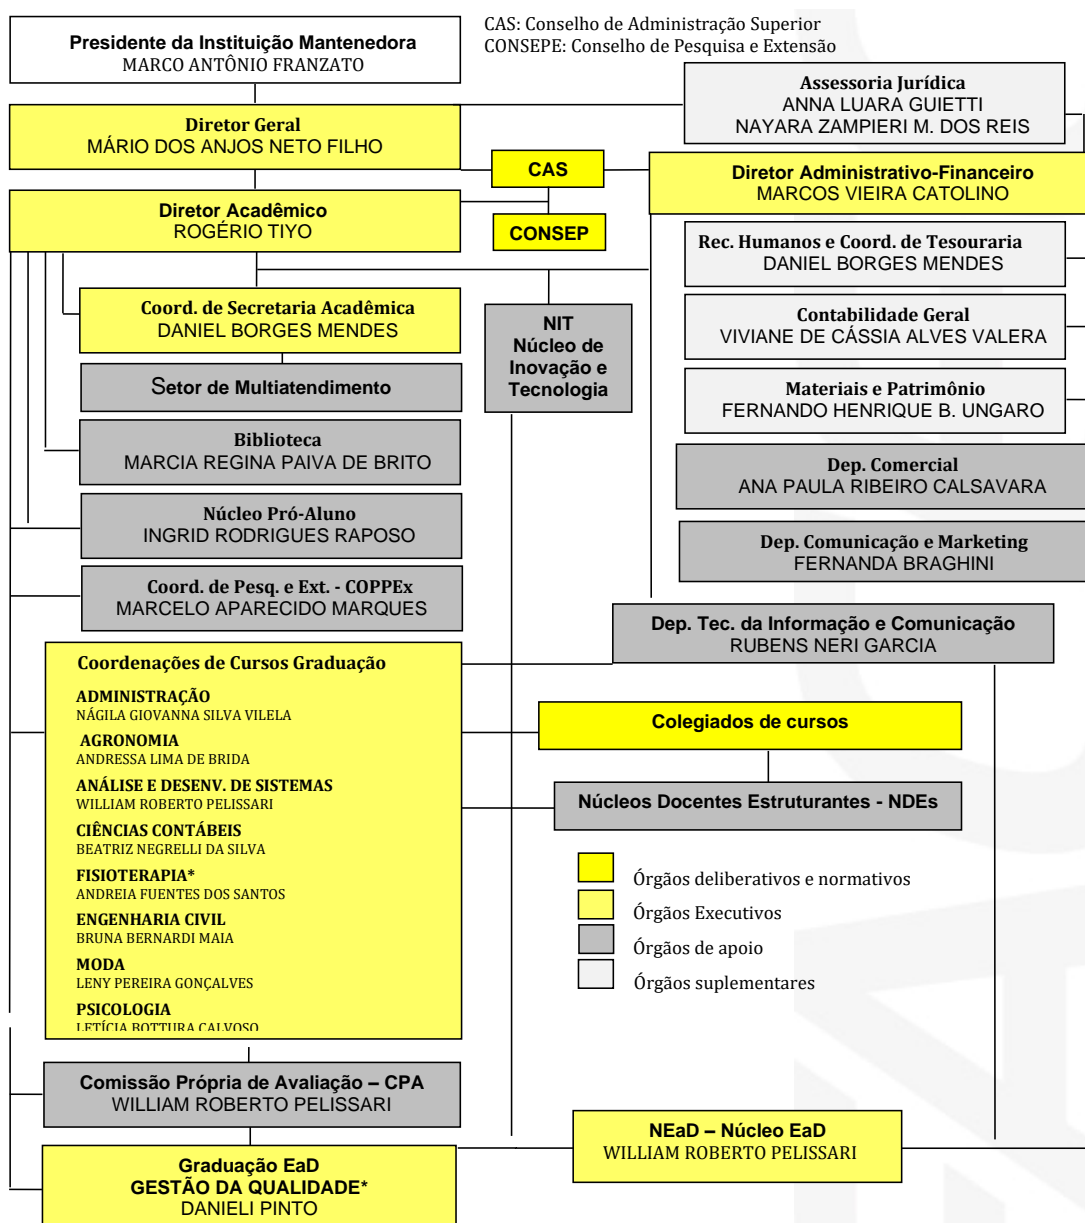 Presidente da Instituição Mantenedora
MARCO ANTÔNIO FRANZATO
CAS: Conselho de Administração Superior
CONSEPE: Conselho de Pesquisa e Extensão
Assessoria Jurídica
ANNA LUARA GUIETTI
NAYARA ZAMPIERI M. DOS REIS
Diretor Geral
MÁRIO DOS ANJOS NETO FILHO
CAS
Diretor Administrativo-Financeiro
MARCOS VIEIRA CATOLINO
Diretor Acadêmico
ROGÉRIO TIYO
CONSEP
Rec. Humanos e Coord. de Tesouraria
DANIEL BORGES MENDES
Coord. de Secretaria Acadêmica
DANIEL BORGES MENDES
NIT
Núcleo de
Inovação e
Tecnologia
Contabilidade Geral
VIVIANE DE CÁSSIA ALVES VALERA
Setor de Multiatendimento
Materiais e Patrimônio
FERNANDO HENRIQUE B. UNGARO
Biblioteca
MARCIA REGINA PAIVA DE BRITO
Dep. Comercial
ANA PAULA RIBEIRO CALSAVARA
Núcleo Pró-Aluno
INGRID RODRIGUES RAPOSO
Dep. Comunicação e Marketing
FERNANDA BRAGHINI
Coord. de Pesq. e Ext. - COPPEx
MARCELO APARECIDO MARQUES
Dep. Tec. da Informação e Comunicação
RUBENS NERI GARCIA
Coordenações de Cursos Graduação
ADMINISTRAÇÃO
NÁGILA GIOVANNA SILVA VILELA
AGRONOMIA
ANDRESSA LIMA DE BRIDA
ANÁLISE E DESENV. DE SISTEMAS
WILLIAM ROBERTO PELISSARI
CIÊNCIAS CONTÁBEIS
BEATRIZ NEGRELLI DA SILVA
FISIOTERAPIA*
ANDREIA FUENTES DOS SANTOS
ENGENHARIA CIVIL
BRUNA BERNARDI MAIA
MODA
LENY PEREIRA GONÇALVES
PSICOLOGIA
LETÍCIA BOTTURA CALVOSO
Colegiados de cursos
Núcleos Docentes Estruturantes - NDEs
Órgãos deliberativos e normativos
Órgãos Executivos
Órgãos de apoio
Órgãos suplementares
Comissão Própria de Avaliação – CPA
WILLIAM ROBERTO PELISSARI
NEaD – Núcleo EaD
WILLIAM ROBERTO PELISSARI
Graduação EaD
GESTÃO DA QUALIDADE*
DANIELI PINTO